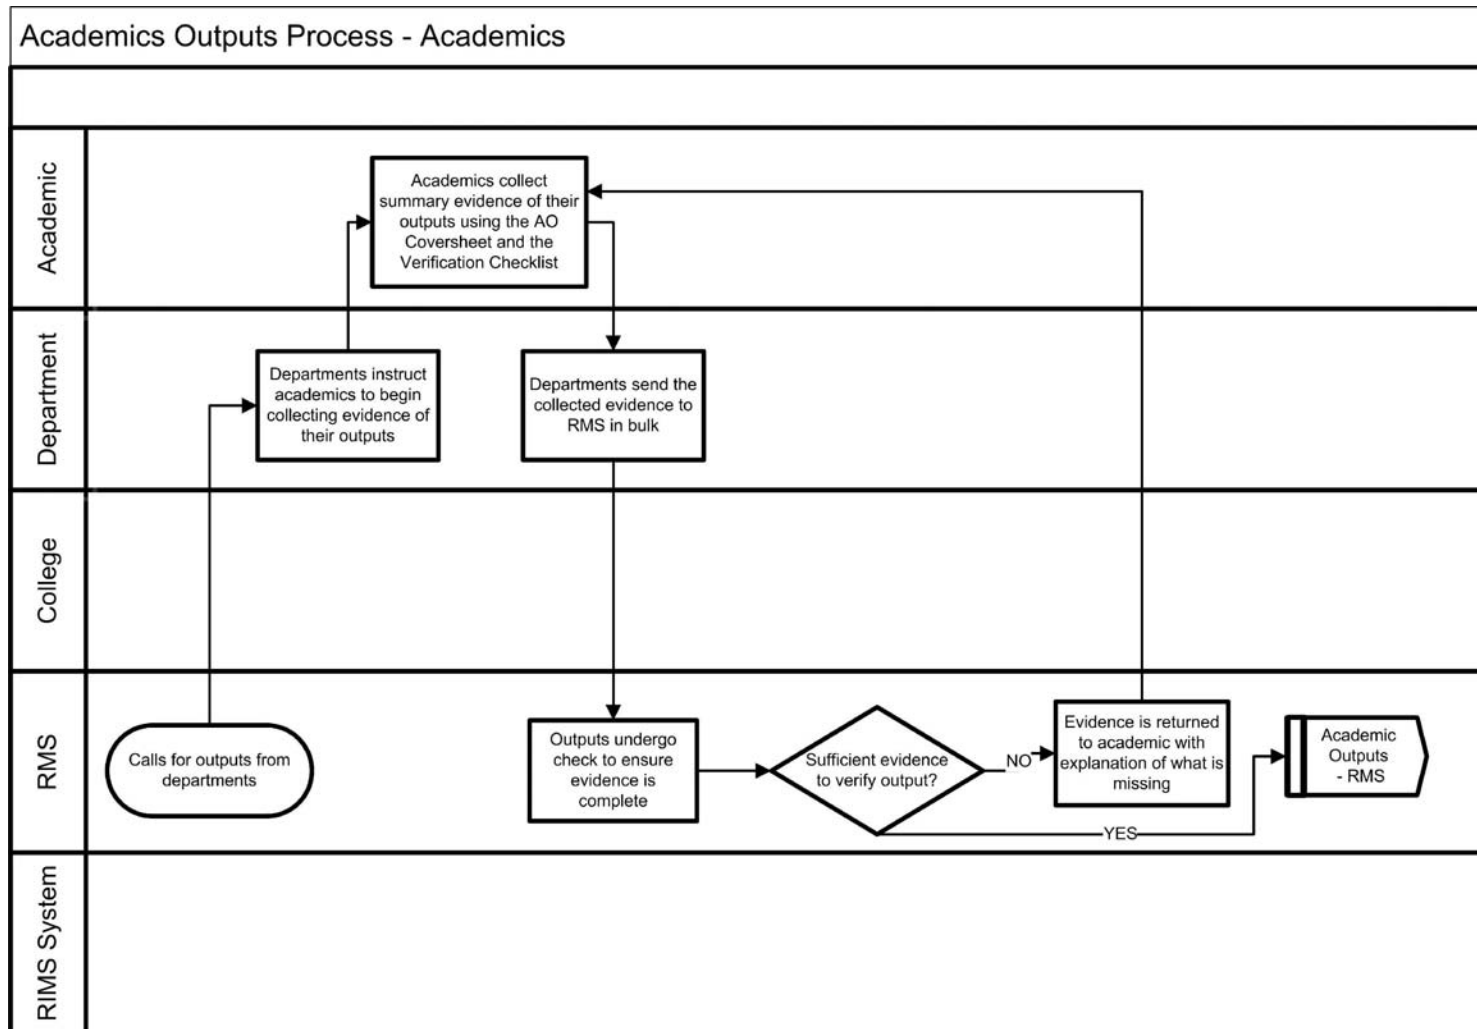 Academics Outputs Process - Academics
Academic
Academics collect
summary evidence of their
outputs using the AO
Coversheet and the
Verification Checklist
Department
Departments instruct
academics to begin
collecting evidence of
their outputs
Departments send the
collected evidence to
RMS in bulk
College
RMS
Calls for outputs from
departments
Outputs undergo
check to ensure
evidence is
complete
Sufficient evidence
to verify output?
NO
Evidence is returned
to academic with
explanation of what is
missing
YES
Academic
Outputs
- RMS
RIMS System